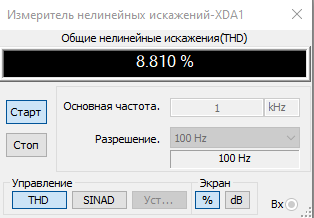 Измеритель нелинейных искажений-XDA1
Общие нелинейные искажения(THD)
8.810 %
Старт
Стоп
Основная частота. 1 kHz
Разрешение. 100 Hz
100 Hz
Управление
THD SINAD Уст...
Экран
% dB
Вх